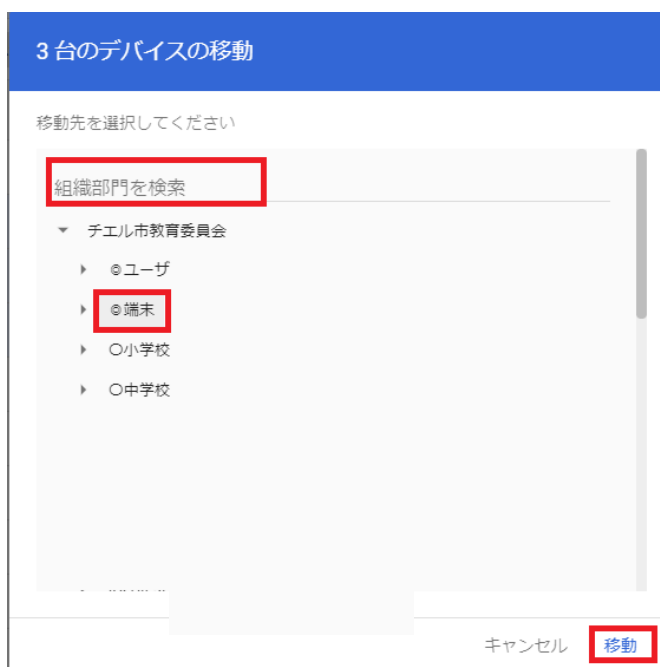 3 台のデバイスの移動
移動先を選択してください
組織部門を検索
チエル市教育委員会
◎ユーザ
◎端末
〇小学校
〇中学校
キャンセル 移動